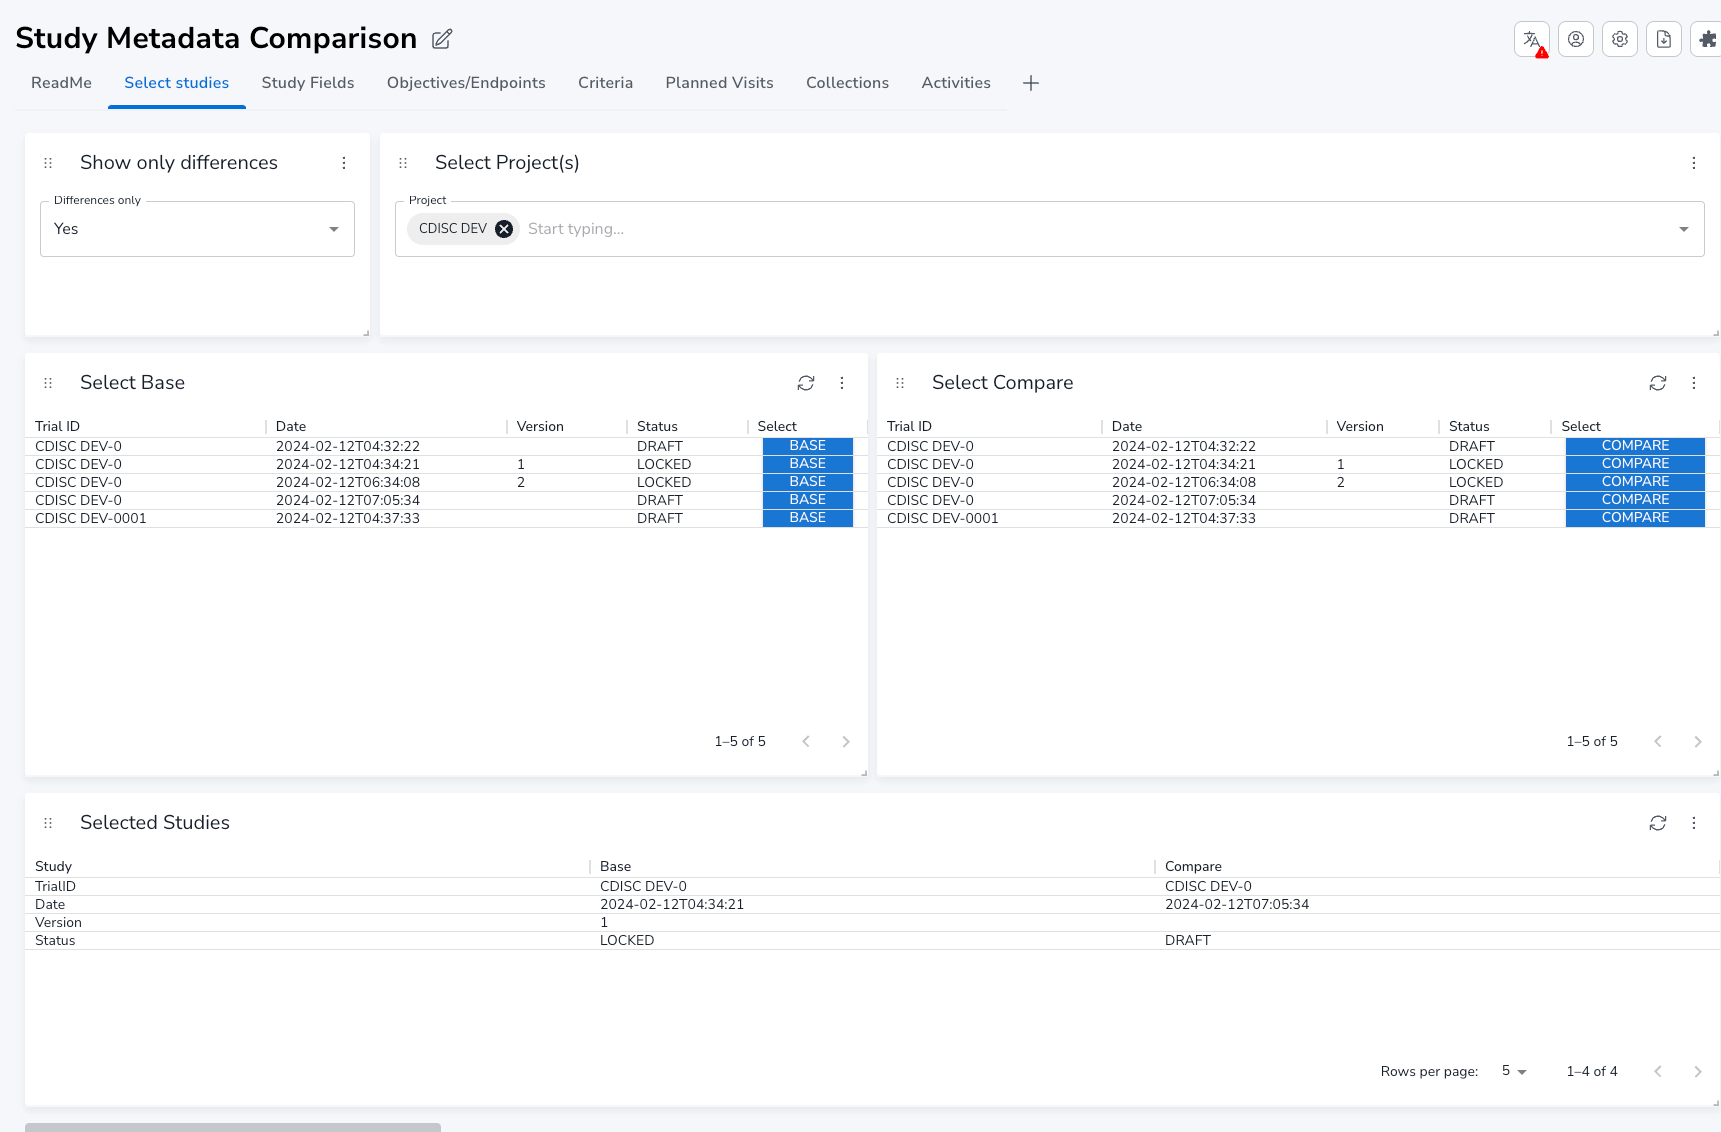 Study Metadata Comparison
ReadMe Select studies Study Fields Objectives/Endpoints Criteria Planned Visits Collections Activities
Show only differences
Differences only
Yes
Select Project(s)
Project
CDISC DEV Start typing...
Select Base
Trial ID Date Version Status Select
CDISC DEV-0 2024-02-12T04:32:22 DRAFT BASE
CDISC DEV-0 2024-02-12T04:34:21 1 LOCKED BASE
CDISC DEV-0 2024-02-12T06:34:08 2 LOCKED BASE
CDISC DEV-0 2024-02-12T07:05:34 DRAFT BASE
CDISC DEV-0001 2024-02-12T04:37:33 DRAFT BASE
1–5 of 5
Select Compare
Trial ID Date Version Status Select
CDISC DEV-0 2024-02-12T04:32:22 DRAFT COMPARE
CDISC DEV-0 2024-02-12T04:34:21 1 LOCKED COMPARE
CDISC DEV-0 2024-02-12T06:34:08 2 LOCKED COMPARE
CDISC DEV-0 2024-02-12T07:05:34 DRAFT COMPARE
CDISC DEV-0001 2024-02-12T04:37:33 DRAFT COMPARE
1–5 of 5
Selected Studies
Study Base Compare
TrialID CDISC DEV-0 CDISC DEV-0
Date 2024-02-12T04:34:21 2024-02-12T07:05:34
Version 1
Status LOCKED DRAFT
Rows per page: 5 1–4 of 4